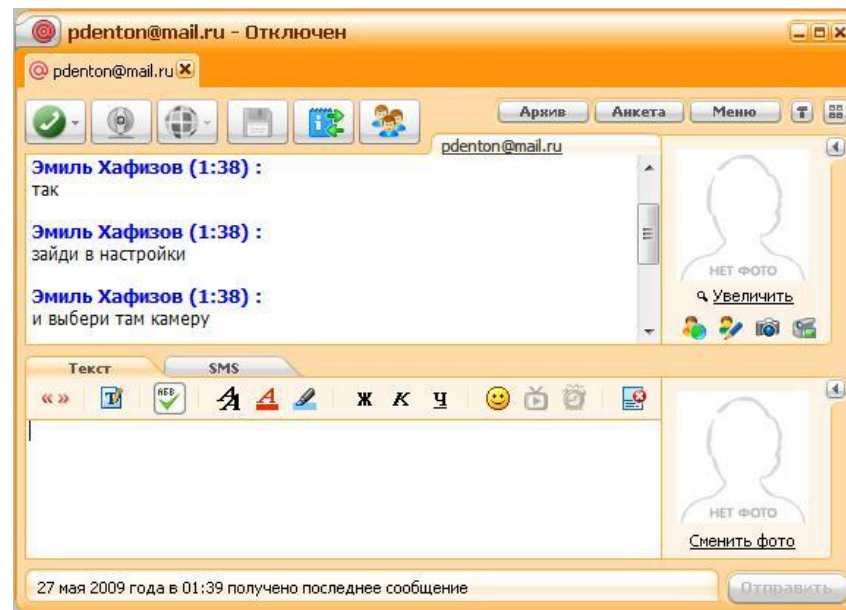 pdenton@mail.ru - Отключен
pdenton@mail.ru
Архив Анкета Меню
pdenton@mail.ru
Эмиль Хафизов (1:38) :
так
Эмиль Хафизов (1:38) :
зайди в настройки
Эмиль Хафизов (1:38) :
и выбери там камеру
НЕТ ФОТО
Увеличить
Текст SMS
« » T АБВ А А Ж К Ч
НЕТ ФОТО
Сменить фото
27 мая 2009 года в 01:39 получено последнее сообщение
Отправить